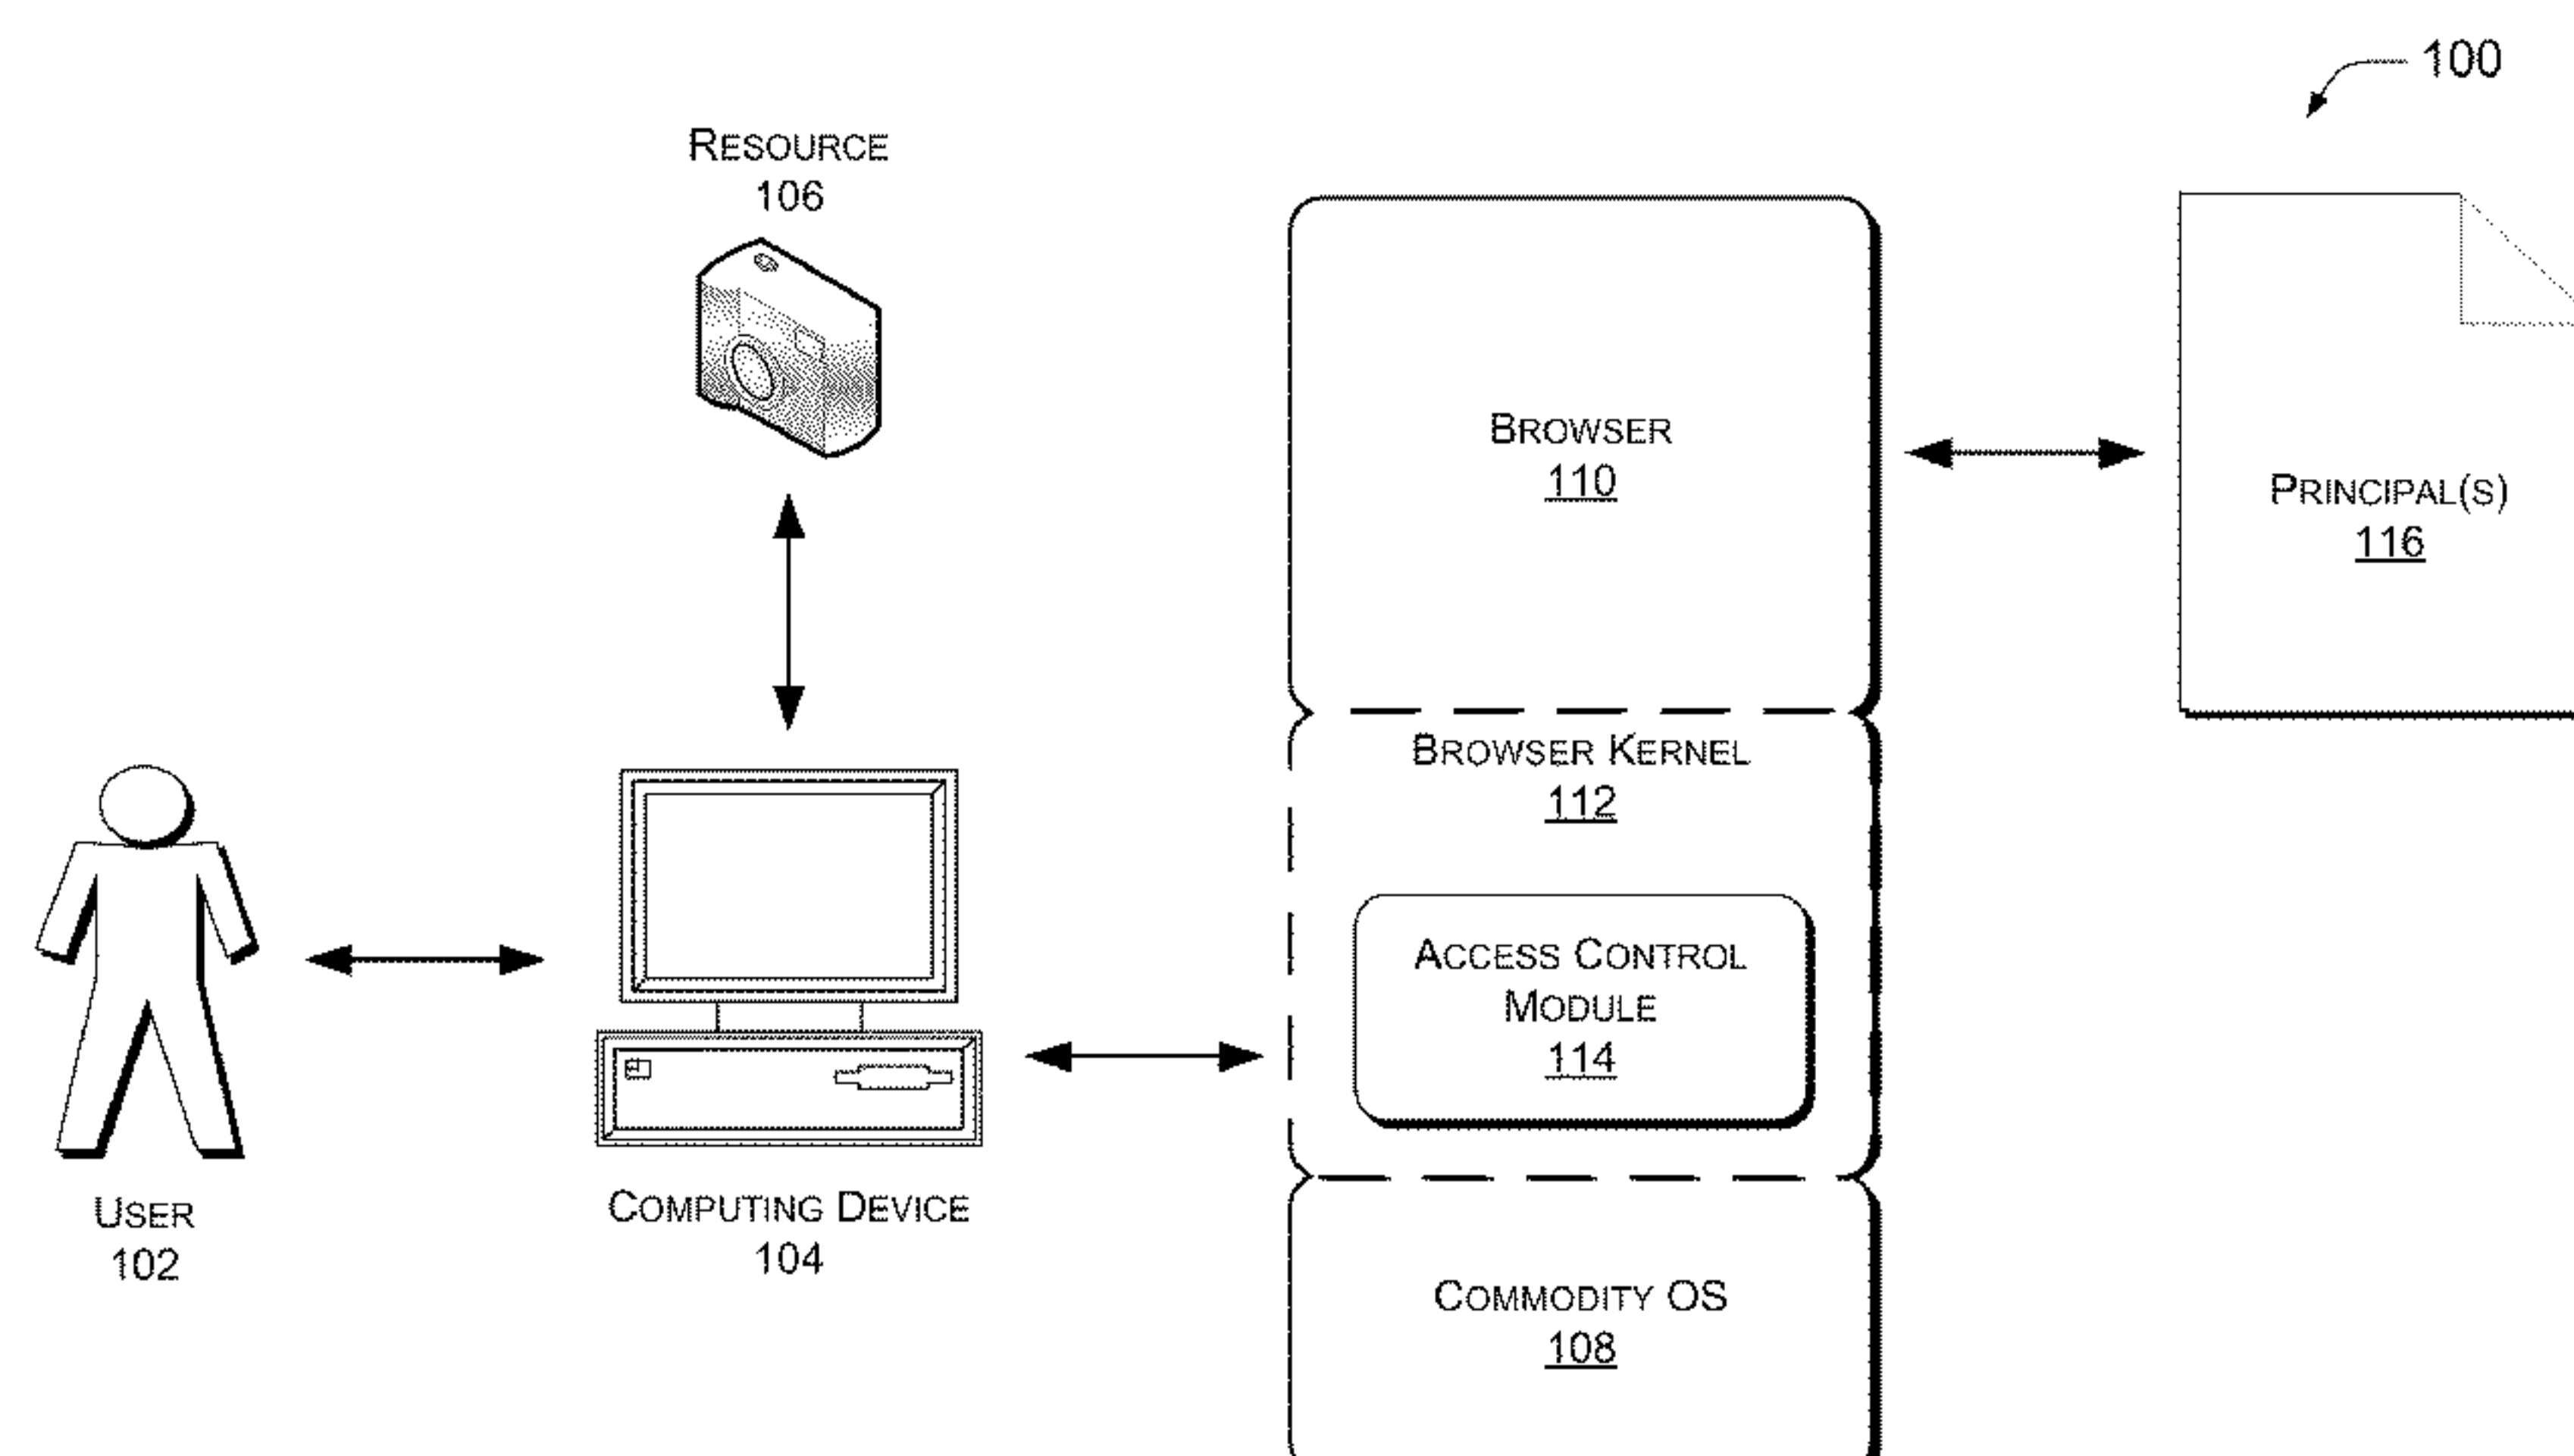 100
RESOURCE
106
BROWSER
110
PRINCIPAL(S)
116
BROWSER KERNEL
112
ACCESS CONTROL
MODULE
114
USER
102
COMPUTING DEVICE
104
COMMODITY OS
108